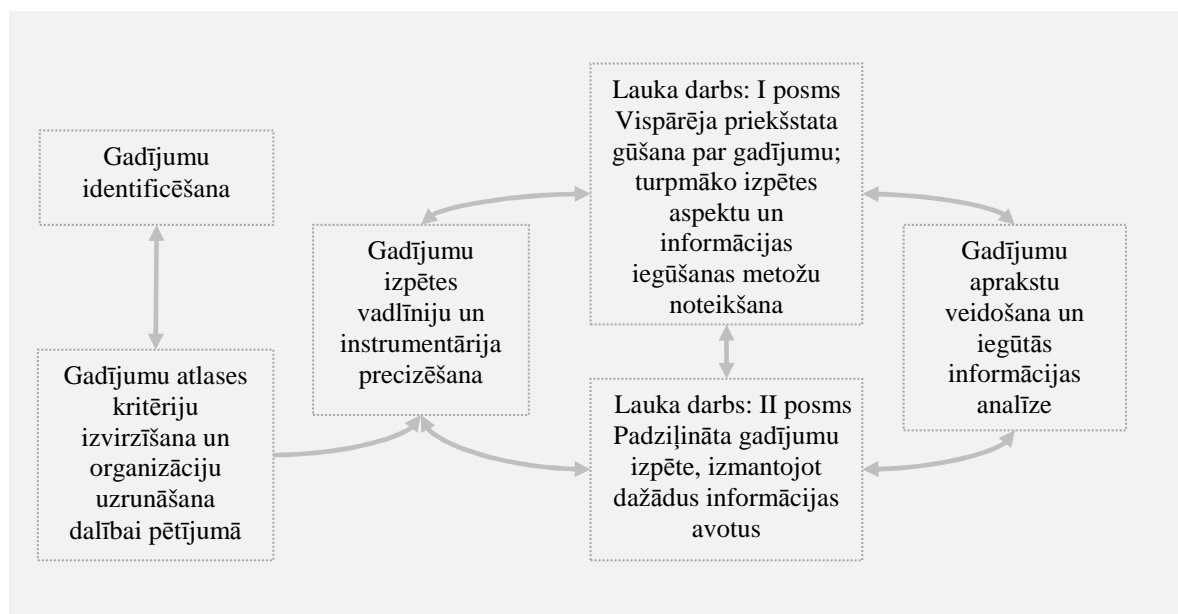 Gadījumu
identificēšana
Gadījumu atlases
kritēriju
izvirzīšana un
organizāciju
uzrunāšana
dalībai pētījumā
Gadījumu
izpētes
vadlīniju un
instrumentārija
precizēšana
Lauka darbs: I posms
Vispārēja priekšstata
gūšana par gadījumu;
turpmāko izpētes
aspektu un
informācijas
iegūšanas metožu
noteikšana
Lauka darbs: II posms
Padziļināta gadījumu
izpēte, izmantojot
dažādus informācijas
avotus
Gadījumu
aprakstu
veidošana un
iegūtās
informācijas
analīze